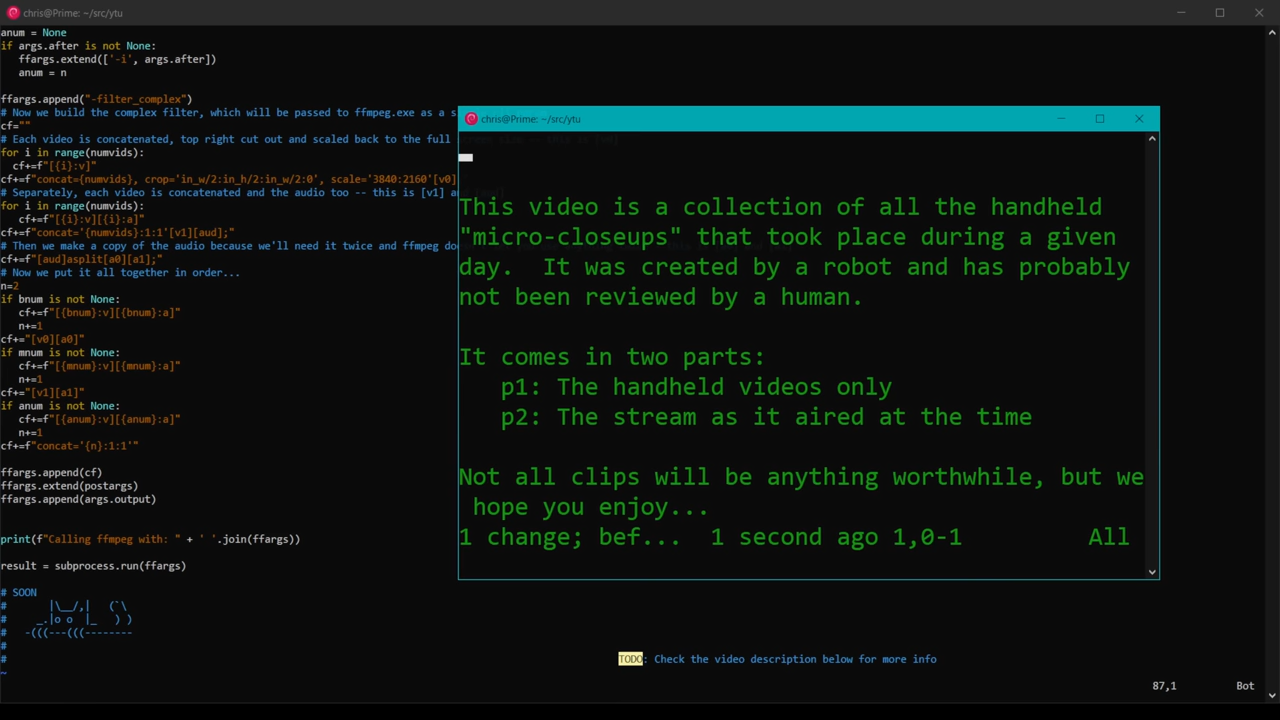 chris@Prime: ~/src/ytu
anum = None
if args.after is not None:
   ffargs.extend(['-i', args.after])
   anum = n
ffargs.append("-filter_complex")
# Now we build the complex filter, which will be passed to ffmpeg.exe as a s
cf=""
# Each video is concatenated, top right cut out and scaled back to the full
for i in range(numvids):
  cf+=f"[{i}:v]"
cf+=f"concat={numvids}, crop='in_w/2:in_h/2:in_w/2:0', scale='3840:2160'[v0]
# Separately, each video is concatenated and the audio too -- this is [v1] a
for i in range(numvids):
   cf+=f"[{i}:v][{i}:a]"
cf+=f"concat='{numvids}:1:1'[v1][aud];"
# Then we make a copy of the audio because we'll need it twice and ffmpeg do
cf+=f"[aud]asplit[a0][a1];"
# Now we put it all together in order...
n=2
if bnum is not None:
   cf+=f"[{bnum}:v][{bnum}:a]"
   n+=1
cf+="[v0][a0]"
if mnum is not None:
   cf+=f"[{mnum}:v][{mnum}:a]"
   n+=1
cf+="[v1][a1]"
if anum is not None:
   cf+=f"[{anum}:v][{anum}:a]"
   n+=1
cf+=f"concat='{n}:1:1'"
ffargs.append(cf)
ffargs.extend(postargs)
ffargs.append(args.output)
print(f"Calling ffmpeg with: " + ' '.join(ffargs))
result = subprocess.run(ffargs)
# SOON
#     |\__/,|   (`\
#   _.|o o  |_   ) )
#  -(((---(((--------
#
#
~
chris@Prime: ~/src/ytu
This video is a collection of all the handheld
"micro-closeups" that took place during a given
day.  It was created by a robot and has probably
not been reviewed by a human.
It comes in two parts:
   p1: The handheld videos only
   p2: The stream as it aired at the time
Not all clips will be anything worthwhile, but we
 hope you enjoy...
1 change; bef...  1 second ago 1,0-1         All
TODO: Check the video description below for more info
87,1 Bot